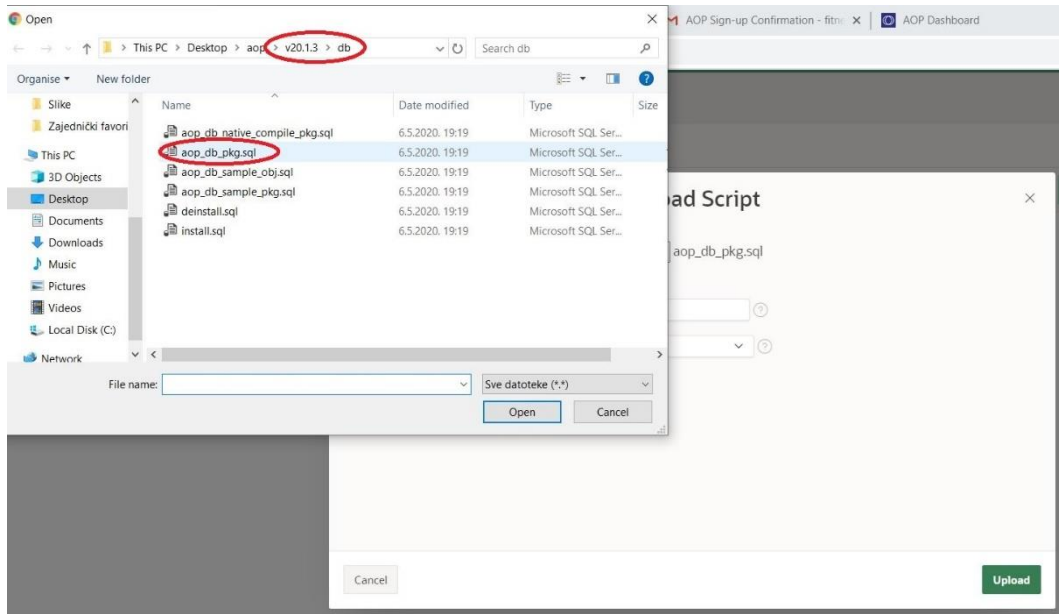 Open
AOP Sign-up Confirmation - fitne
AOP Dashboard
This PC > Desktop > aop > v20.1.3 > db
Search db
Organise
New folder
Name Date modified Type Size
Slike
Zajednički favori
This PC
3D Objects
Desktop
Documents
Downloads
Music
Pictures
Videos
Local Disk (C:)
Network
aop_db_native_compile_pkg.sql 6.5.2020. 19:19 Microsoft SQL Ser...
aop_db_pkg.sql 6.5.2020. 19:19 Microsoft SQL Ser...
aop_db_sample_obj.sql 6.5.2020. 19:19 Microsoft SQL Ser...
aop_db_sample_pkg.sql 6.5.2020. 19:19 Microsoft SQL Ser...
deinstall.sql 6.5.2020. 19:19 Microsoft SQL Ser...
install.sql 6.5.2020. 19:19 Microsoft SQL Ser...
File name:
Sve datoteke (*.*)
Open
Cancel
oad Script
aop_db_pkg.sql
Cancel
Upload